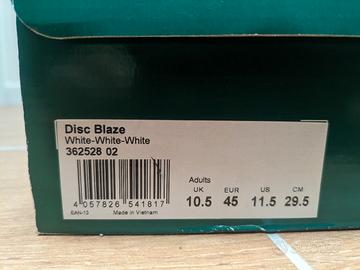 Disc Blaze
White-White-White
362528 02
Adults
UK EUR US CM
10.5 45 11.5 29.5
4 057826 541817
EAN-13 Made in Vietnam